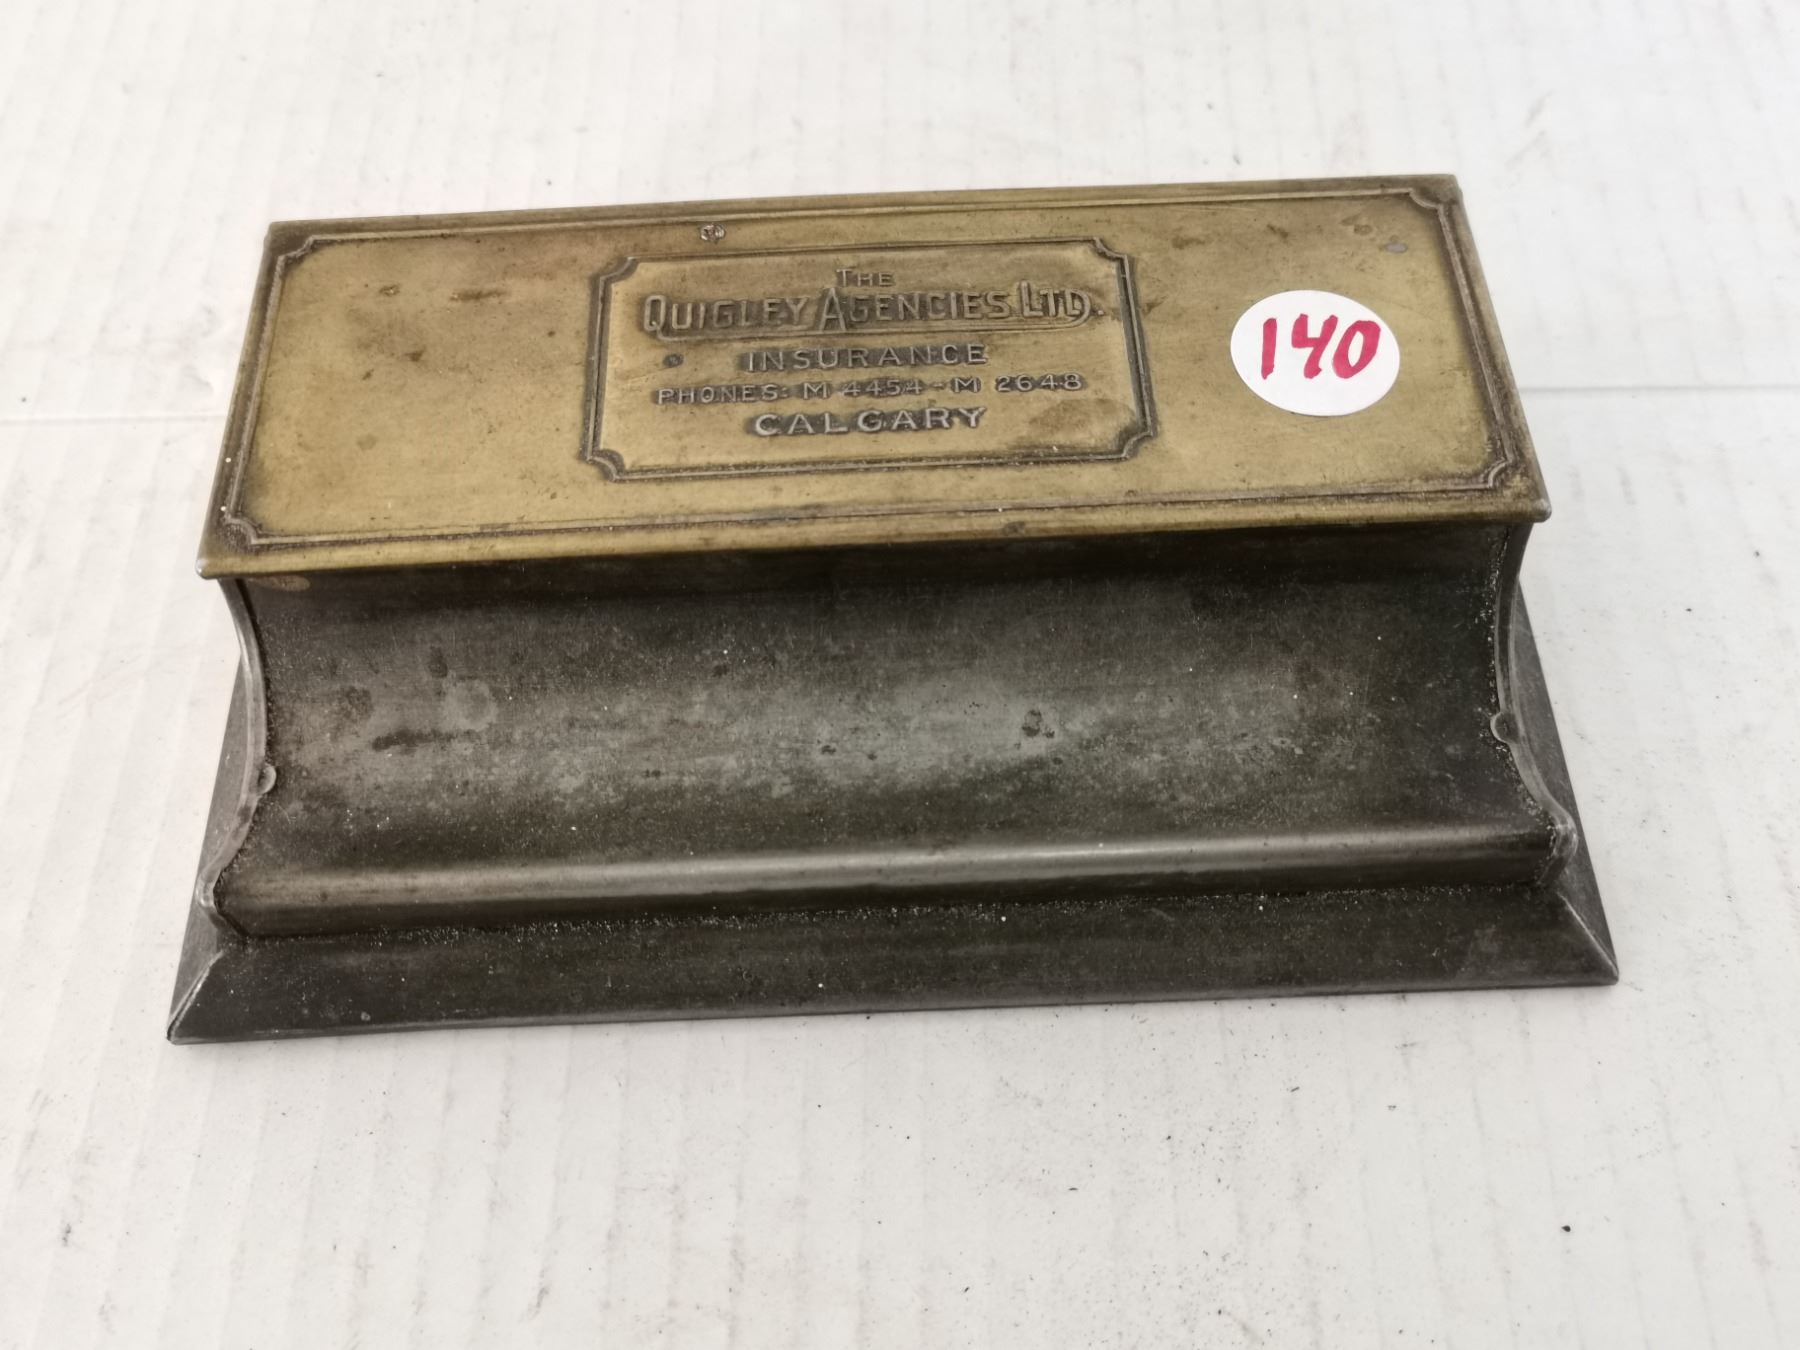 THE
QUIGLEY AGENCIES LTD.
INSURANCE
PHONES: M 4454 - M 2648
CALGARY
140